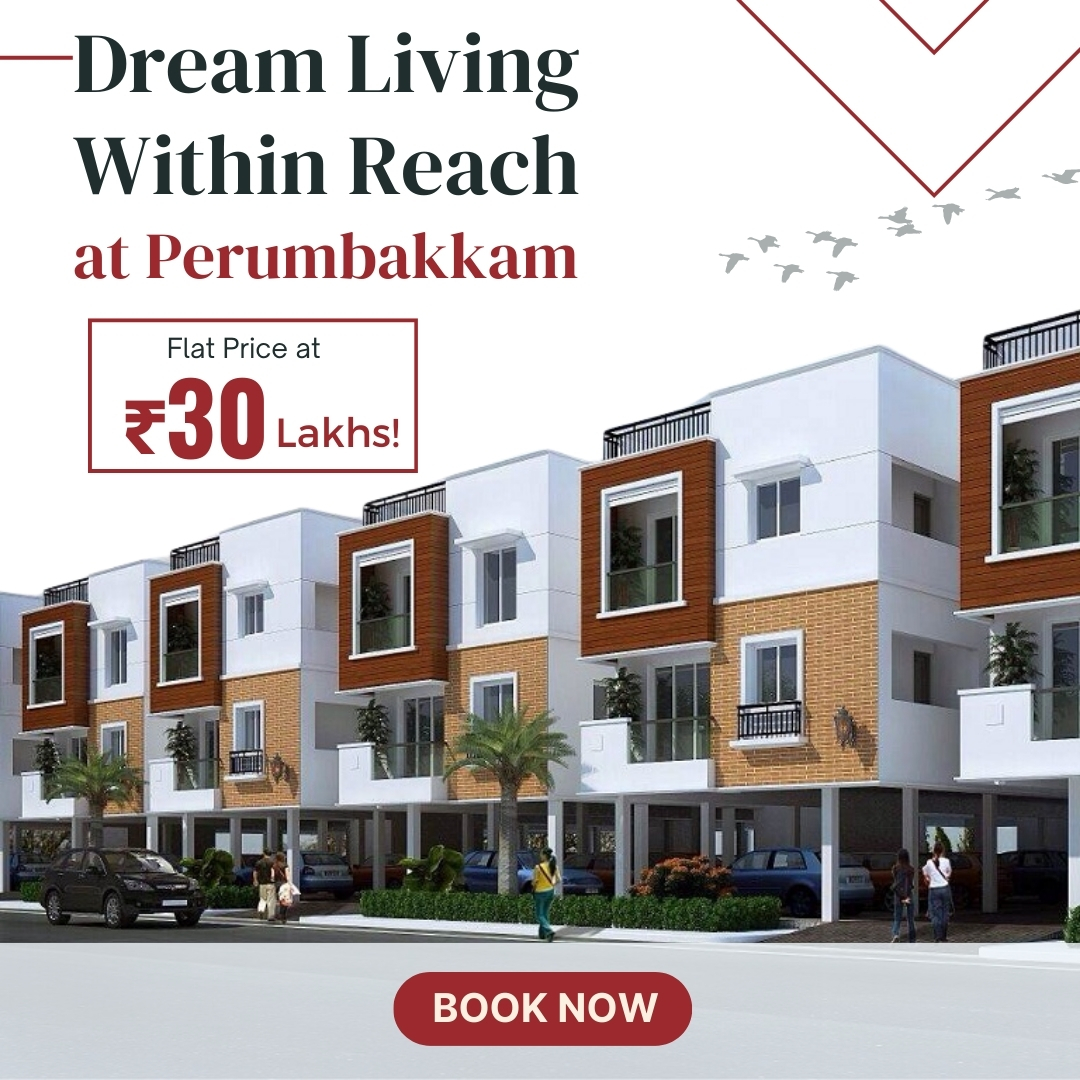 Dream Living
Within Reach
at Perumbakkam
Flat Price at
₹30 Lakhs!
BOOK NOW